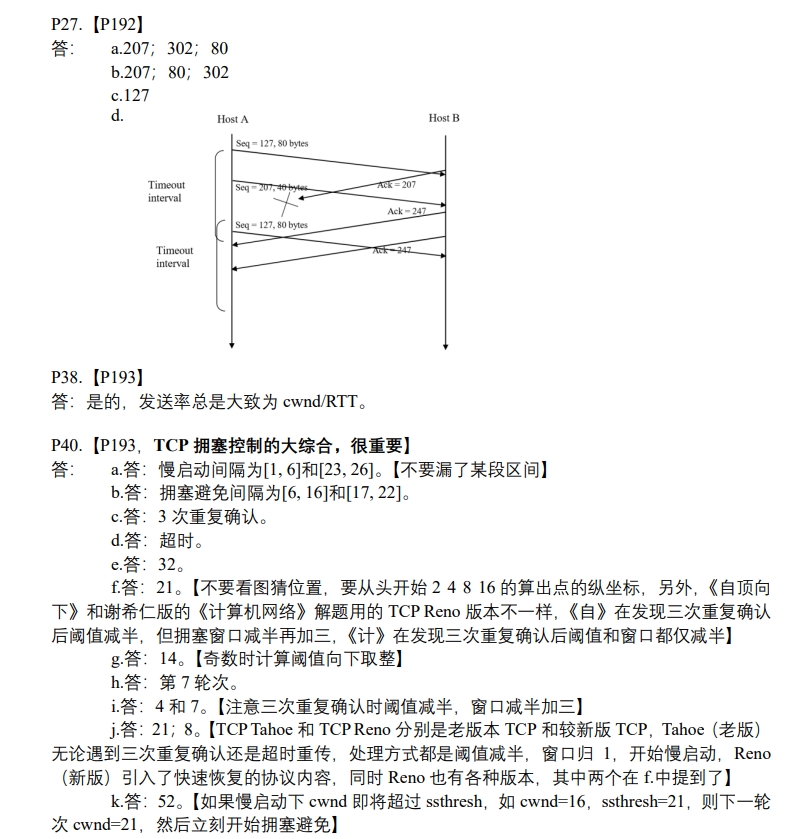 P27.【P192】
答： a.207；302；80
b.207；80；302
c.127
d.
Host A Host B
Seq = 127, 80 bytes
Timeout
interval
Seq = 207, 40 bytes
Ack = 207
Ack = 247
Seq = 127, 80 bytes
Timeout
interval
Ack = 247
P38.【P193】
答：是的，发送率总是大致为 cwnd/RTT。
P40.【P193，TCP 拥塞控制的大综合，很重要】
答： a.答：慢启动间隔为[1, 6]和[23, 26]。【不要漏了某段区间】
b.答：拥塞避免间隔为[6, 16]和[17, 22]。
c.答：3 次重复确认。
d.答：超时。
e.答：32。
f.答：21。【不要看图猜位置，要从头开始 2 4 8 16 的算出点的纵坐标，另外，《自顶向
下》和谢希仁版的《计算机网络》解题用的 TCP Reno 版本不一样，《自》在发现三次重复确认
后阈值减半，但拥塞窗口减半再加三，《计》在发现三次重复确认后阈值和窗口都仅减半】
g.答：14。【奇数时计算阈值向下取整】
h.答：第 7 轮次。
i.答：4 和 7。【注意三次重复确认时阈值减半，窗口减半加三】
j.答：21；8。【TCP Tahoe 和 TCP Reno 分别是老版本 TCP 和较新版 TCP，Tahoe（老版）
无论遇到三次重复确认还是超时重传，处理方式都是阈值减半，窗口归 1，开始慢启动，Reno
（新版）引入了快速恢复的协议内容，同时 Reno 也有各种版本，其中两个在 f.中提到了】
k.答：52。【如果慢启动下 cwnd 即将超过 ssthresh，如 cwnd=16，ssthresh=21，则下一轮
次 cwnd=21，然后立刻开始拥塞避免】